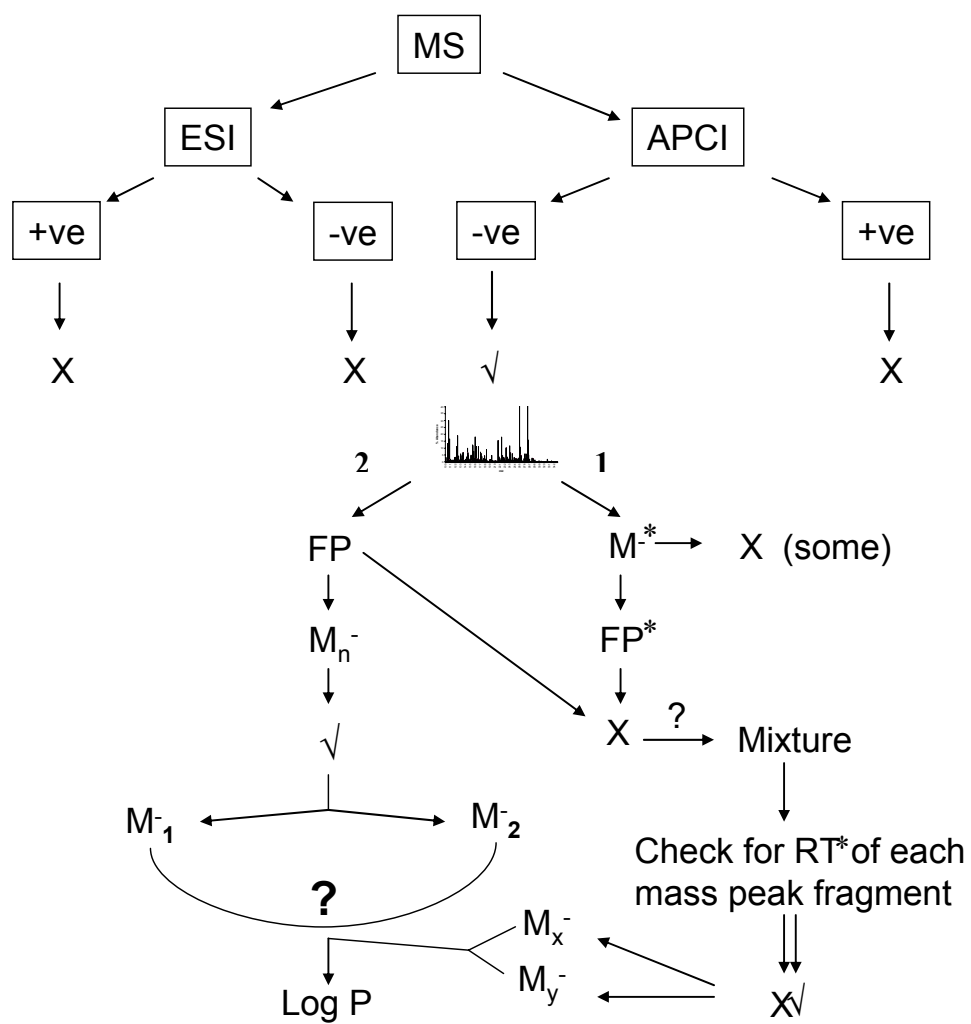 MS
ESI APCI
+ve -ve -ve +ve
X X √ X
2 1
FP M-* X (some)
Mn- FP*
√ X ? Mixture
M-1 M-2
Check for RT* of each
mass peak fragment
?
Mx-
My-
Log P X√